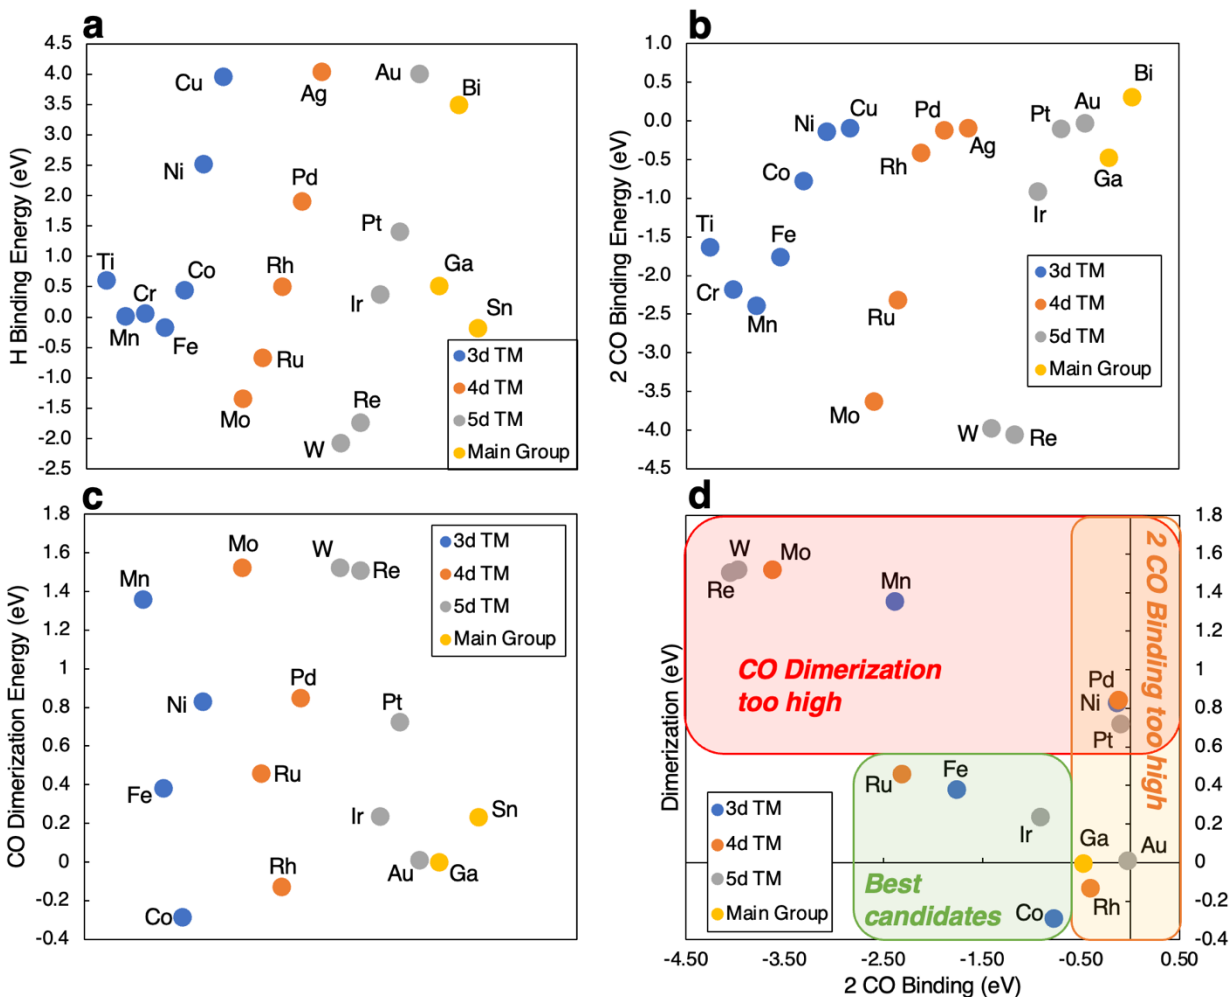 a
H Binding Energy (eV)
4.5
4.0
3.5
3.0
2.5
2.0
1.5
1.0
0.5
0.0
-0.5
-1.0
-1.5
-2.0
-2.5
Cu
Ag
Au
Bi
Ni
Pd
Pt
Ti
Cr
Co
Rh
Ir
Ga
Sn
Mn
Fe
Ru
Mo
Re
W
3d TM
4d TM
5d TM
Main Group
b
2 CO Binding Energy (eV)
1.0
0.5
0.0
-0.5
-1.0
-1.5
-2.0
-2.5
-3.0
-3.5
-4.0
-4.5
Bi
Ni
Cu
Pd
Pt
Au
Ag
Rh
Co
Ga
Ir
Ti
Fe
Cr
Mn
Ru
Mo
W
Re
3d TM
4d TM
5d TM
Main Group
c
CO Dimerization Energy (eV)
1.8
1.6
1.4
1.2
1
0.8
0.6
0.4
0.2
0
-0.2
-0.4
Mo
W
Re
Mn
Ni
Pd
Pt
Ru
Fe
Ir
Sn
Au
Ga
Rh
Co
3d TM
4d TM
5d TM
Main Group
d
Dimerization (eV)
1.8
1.6
1.4
1.2
1
0.8
0.6
0.4
0.2
0
-0.2
-0.4
W
Mo
Re
Mn
CO Dimerization
too high
2 CO Binding too high
Pd
Ni
Pt
Ru
Fe
Ir
Ga
Au
Rh
Co
Best
candidates
3d TM
4d TM
5d TM
Main Group
-4.50
-3.50
-2.50
-1.50
-0.50
0.50
2 CO Binding (eV)